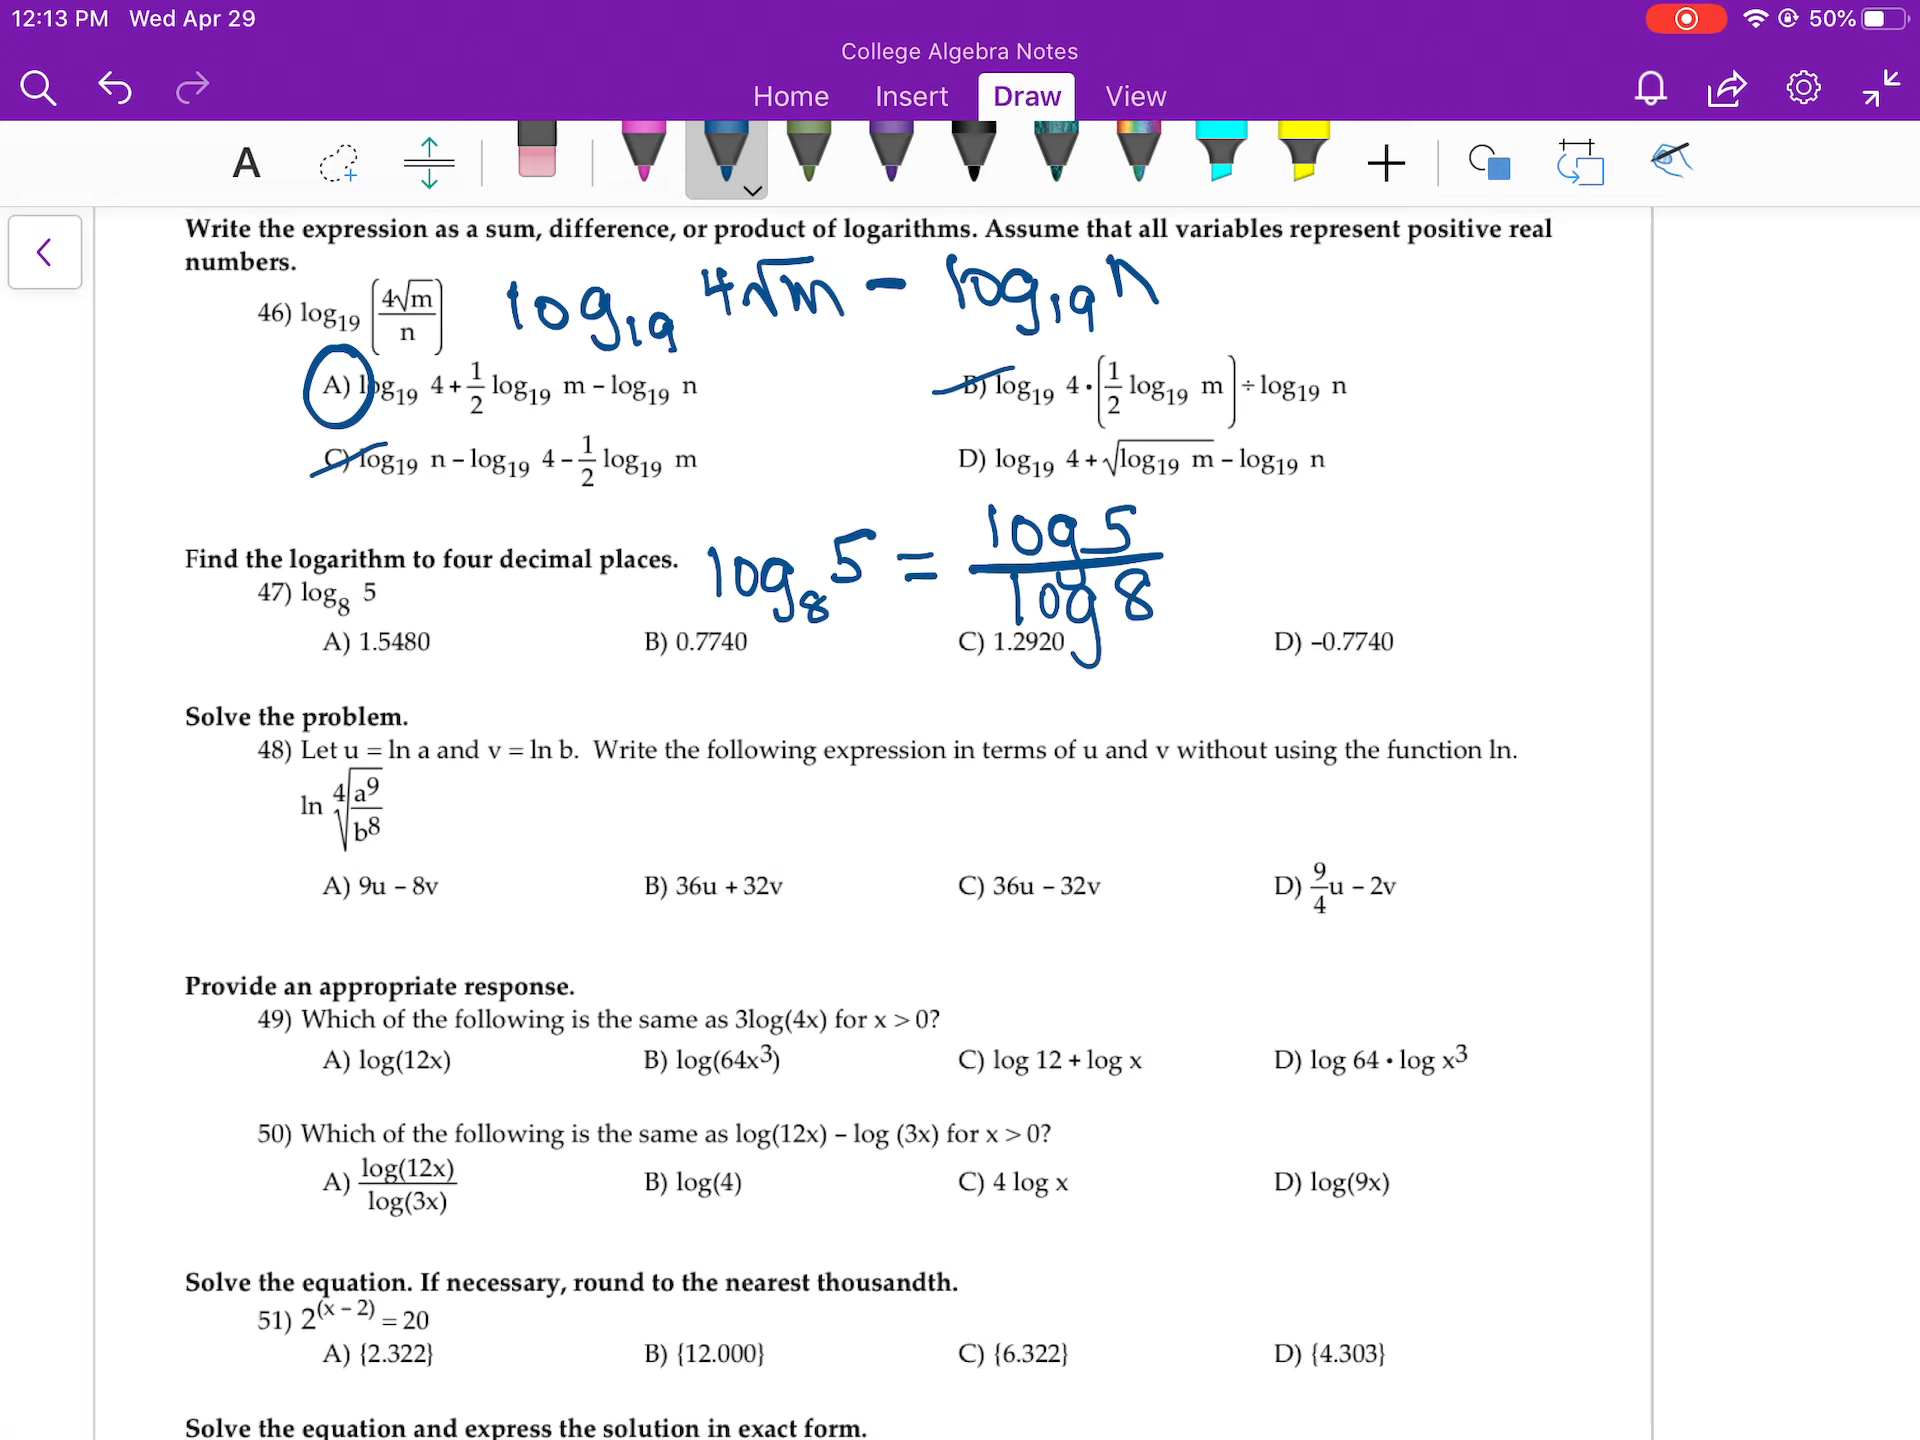 12:13 PM Wed Apr 29 50%
College Algebra Notes
Home Insert Draw View
A
Write the expression as a sum, difference, or product of logarithms. Assume that all variables represent positive real
numbers.
46) log₁₉ (4√m / n) log₁₉ 4√m − log₁₉ n
A) log₁₉ 4 + 1/2 log₁₉ m − log₁₉ n B) log₁₉ 4 • (1/2 log₁₉ m) ÷ log₁₉ n
C) log₁₉ n − log₁₉ 4 − 1/2 log₁₉ m D) log₁₉ 4 + √(log₁₉ m) − log₁₉ n
Find the logarithm to four decimal places. log₈ 5 = log 5 / log 8
47) log₈ 5
A) 1.5480 B) 0.7740 C) 1.2920 D) −0.7740
Solve the problem.
48) Let u = ln a and v = ln b. Write the following expression in terms of u and v without using the function ln.
ln ⁴√(a⁹/b⁸)
A) 9u − 8v B) 36u + 32v C) 36u − 32v D) 9/4 u − 2v
Provide an appropriate response.
49) Which of the following is the same as 3log(4x) for x > 0?
A) log(12x) B) log(64x³) C) log 12 + log x D) log 64 • log x³
50) Which of the following is the same as log(12x) − log (3x) for x > 0?
A) log(12x)/log(3x) B) log(4) C) 4 log x D) log(9x)
Solve the equation. If necessary, round to the nearest thousandth.
51) 2^(x − 2) = 20
A) {2.322} B) {12.000} C) {6.322} D) {4.303}
Solve the equation and express the solution in exact form.